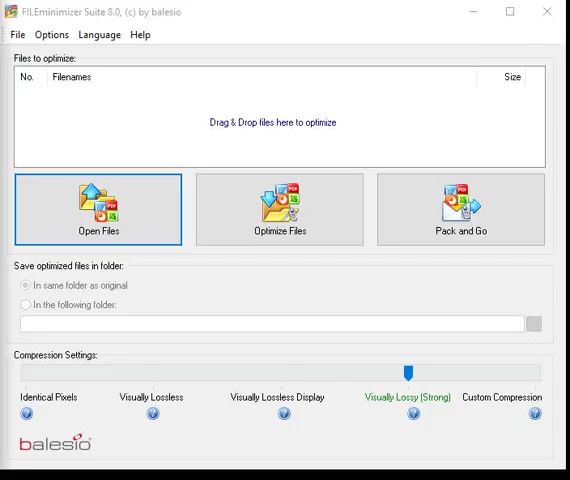 FILEminimizer Suite 8.0, (c) by balesio
File Options Language Help
Files to optimize:
No. Filenames Size
Drag & Drop files here to optimize
Open Files Optimize Files Pack and Go
Save optimized files in folder:
In same folder as original
In the following folder:
Compression Settings:
Identical Pixels Visually Lossless Visually Lossless Display Visually Lossy (Strong) Custom Compression
balesio